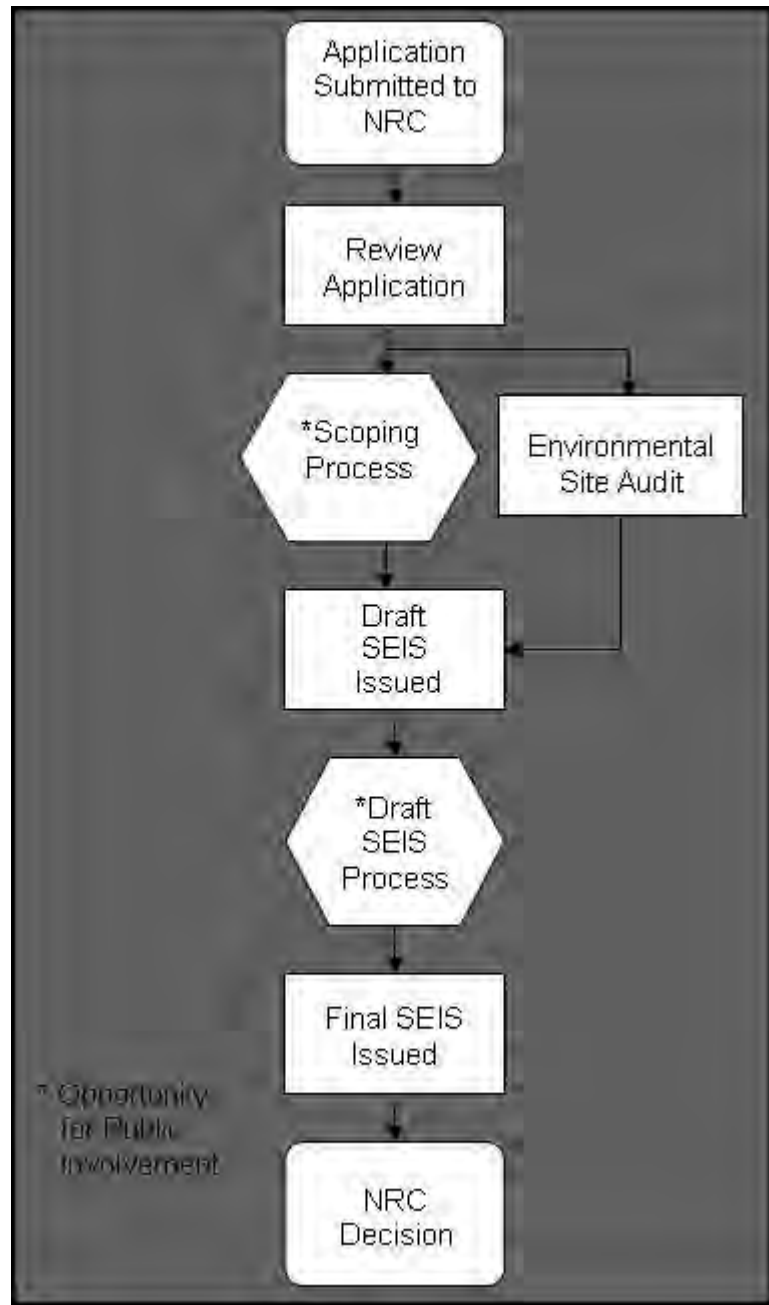 Application
Submitted to
NRC
Review
Application
*Scoping
Process
Environmental
Site Audit
Draft
SEIS
Issued
*Draft
SEIS
Process
Final SEIS
Issued
* Opportunity
for Public
Involvement
NRC
Decision